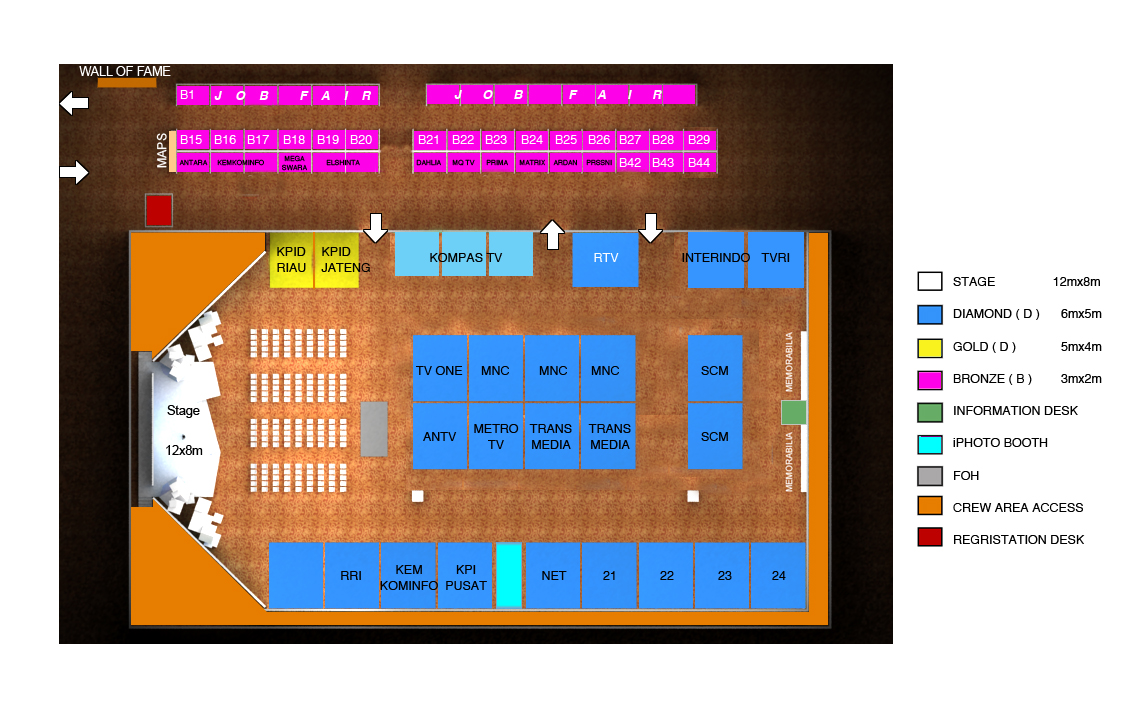 WALL OF FAME
B1 JOB FAIR
JOB FAIR
MAPS
B15 B16 B17 B18 B19 B20
ANTARA KEMKOMINFO MEGA SWARA ELSHINTA
B21 B22 B23 B24 B25 B26 B27 B28 B29
DAHLIA MQ TV PRIMA MATRIX ARDAN PRSSNI B42 B43 B44
KPID RIAU
KPID JATENG
KOMPAS TV
RTV
INTERINDO
TVRI
TV ONE
MNC
MNC
MNC
SCM
ANTV
METRO TV
TRANS MEDIA
TRANS MEDIA
SCM
MEMORABILIA
MEMORABILIA
Stage
12x8m
RRI
KEM KOMINFO
KPI PUSAT
NET
21
22
23
24
STAGE 12mx8m
DIAMOND ( D ) 6mx5m
GOLD ( D ) 5mx4m
BRONZE ( B ) 3mx2m
INFORMATION DESK
iPHOTO BOOTH
FOH
CREW AREA ACCESS
REGRISTATION DESK